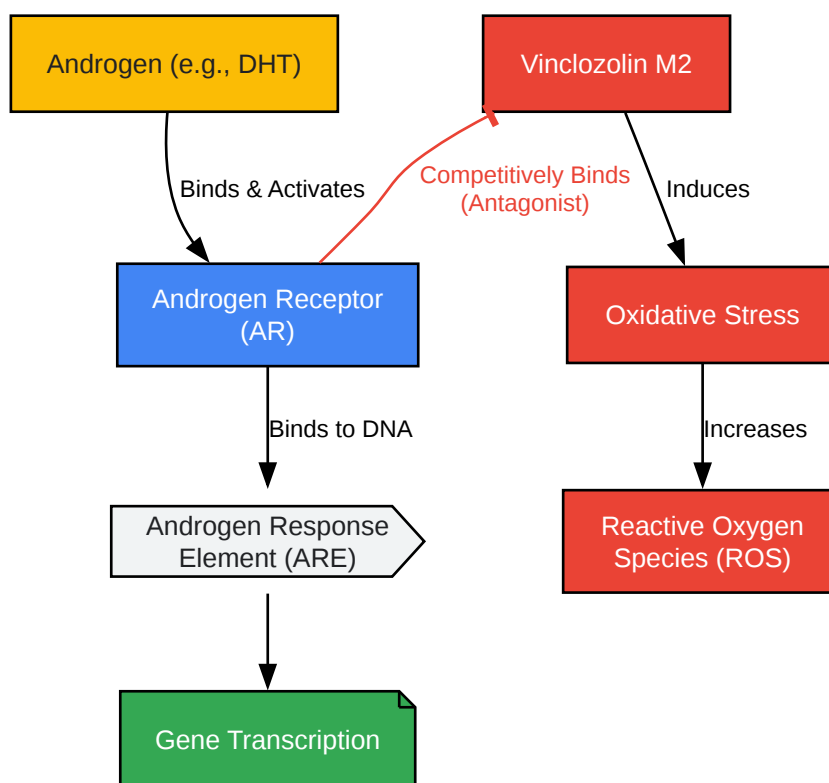 Androgen (e.g., DHT)
Vinclozolin M2
Binds & Activates
Competitively Binds
(Antagonist)
Induces
Androgen Receptor
(AR)
Oxidative Stress
Binds to DNA
Increases
Androgen Response
Element (ARE)
Reactive Oxygen
Species (ROS)
Gene Transcription